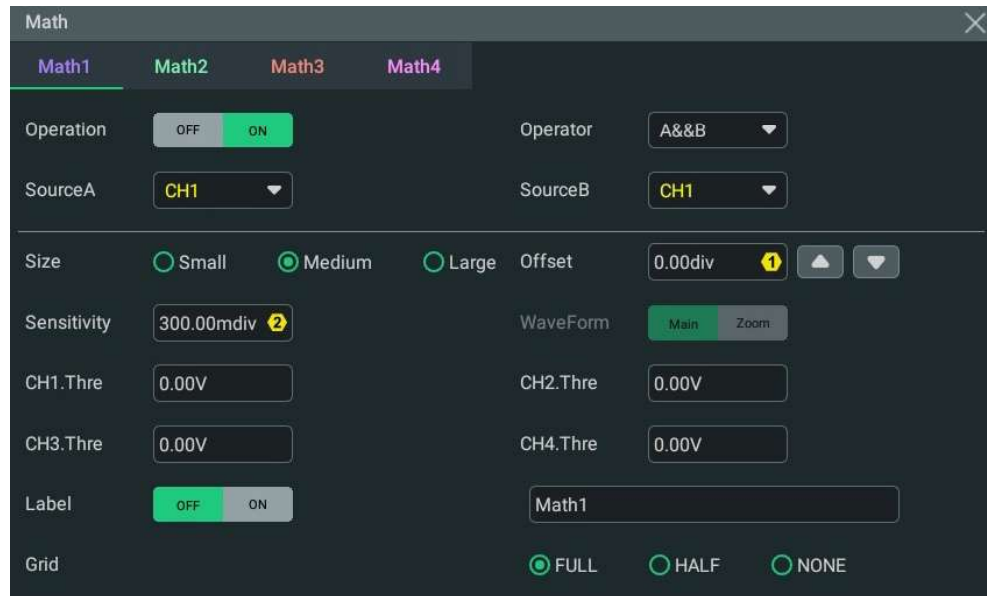 Math
Math1 Math2 Math3 Math4
Operation OFF ON Operator A&&B
SourceA CH1 SourceB CH1
Size Small Medium Large Offset 0.00div 1
Sensitivity 300.00mdiv 2 WaveForm Main Zoom
CH1.Thre 0.00V CH2.Thre 0.00V
CH3.Thre 0.00V CH4.Thre 0.00V
Label OFF ON Math1
Grid FULL HALF NONE